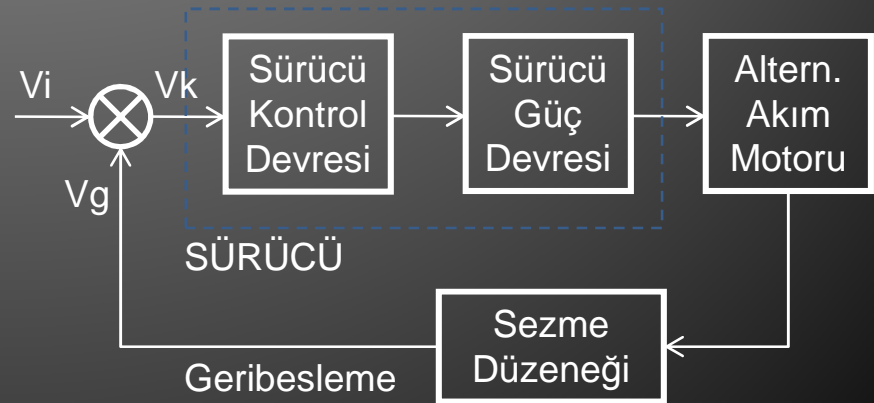 Vi
Vk
Sürücü
Kontrol
Devresi
Sürücü
Güç
Devresi
Altern.
Akım
Motoru
Vg
SÜRÜCÜ
Sezme
Düzeneği
Geribesleme